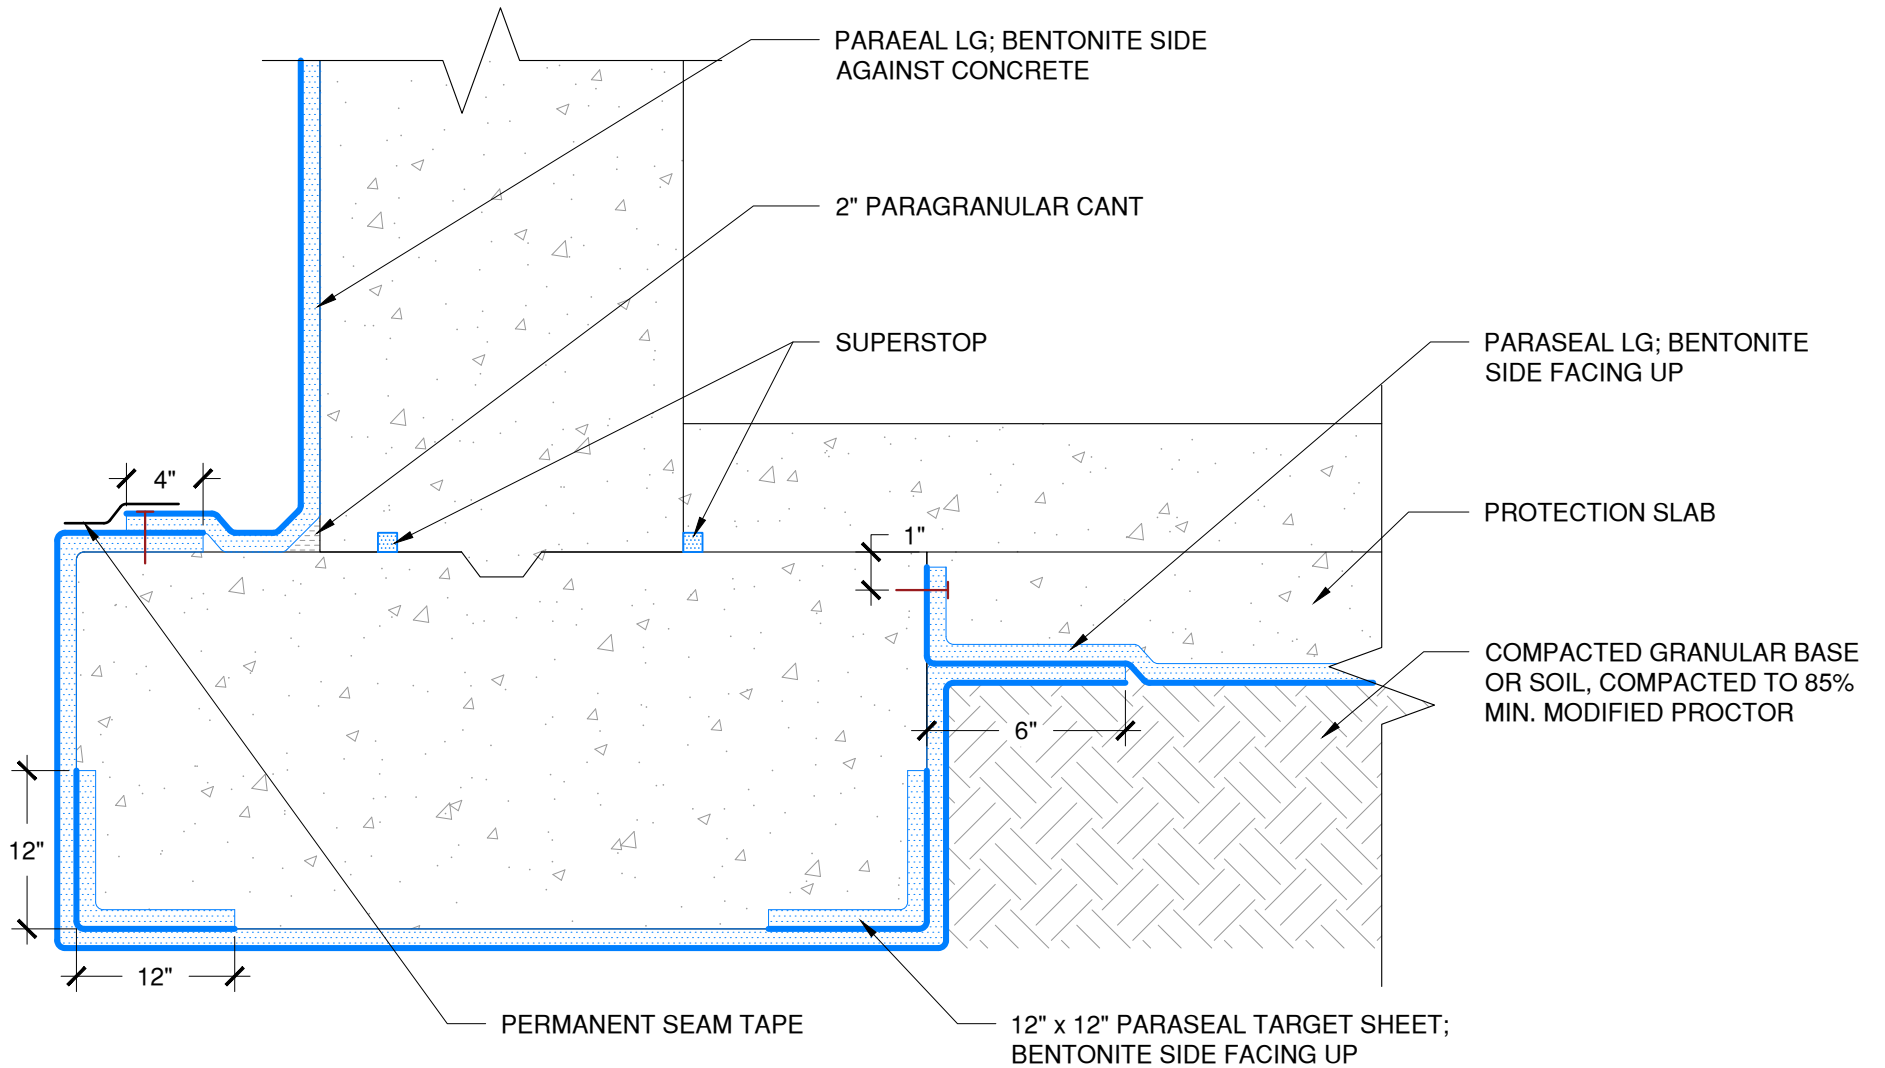 PARAEAL LG; BENTONITE SIDE
AGAINST CONCRETE
2" PARAGRANULAR CANT
SUPERSTOP
PARASEAL LG; BENTONITE
SIDE FACING UP
4"
PROTECTION SLAB
1"
COMPACTED GRANULAR BASE
OR SOIL, COMPACTED TO 85%
MIN. MODIFIED PROCTOR
6"
12"
12"
PERMANENT SEAM TAPE
12" x 12" PARASEAL TARGET SHEET;
BENTONITE SIDE FACING UP